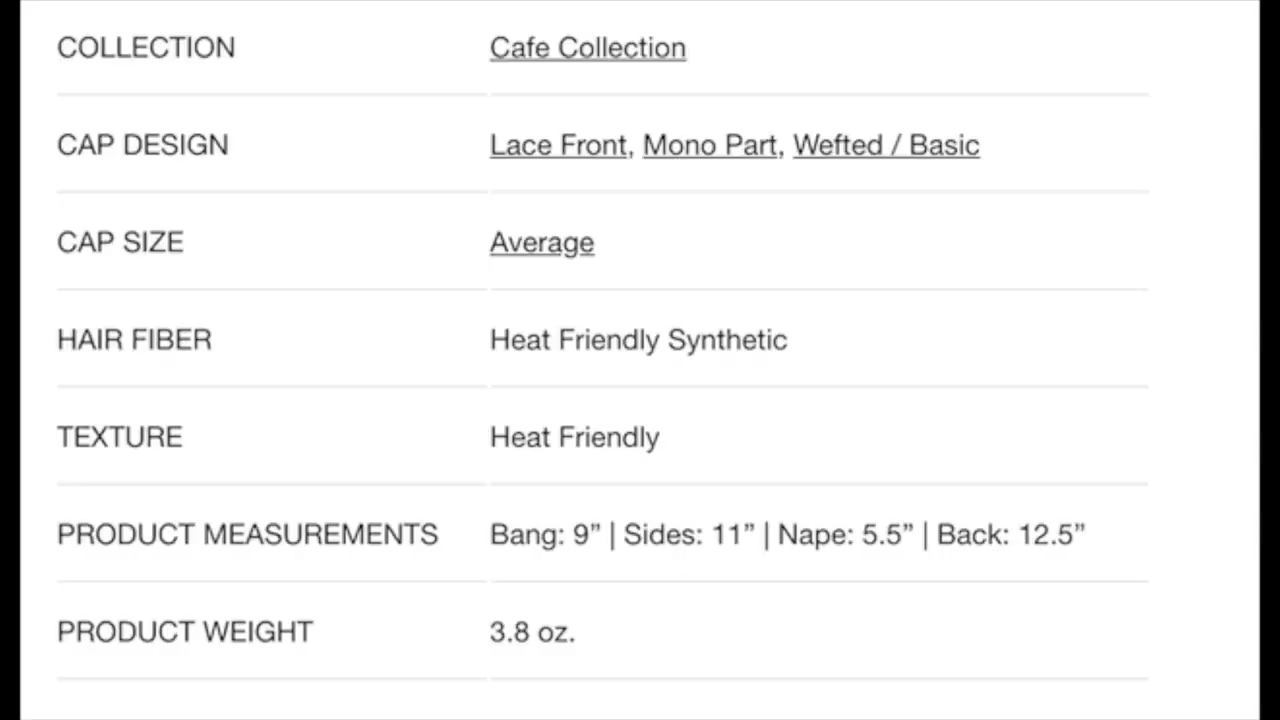 COLLECTION Cafe Collection
CAP DESIGN Lace Front, Mono Part, Wefted / Basic
CAP SIZE Average
HAIR FIBER Heat Friendly Synthetic
TEXTURE Heat Friendly
PRODUCT MEASUREMENTS Bang: 9” | Sides: 11” | Nape: 5.5” | Back: 12.5”
PRODUCT WEIGHT 3.8 oz.